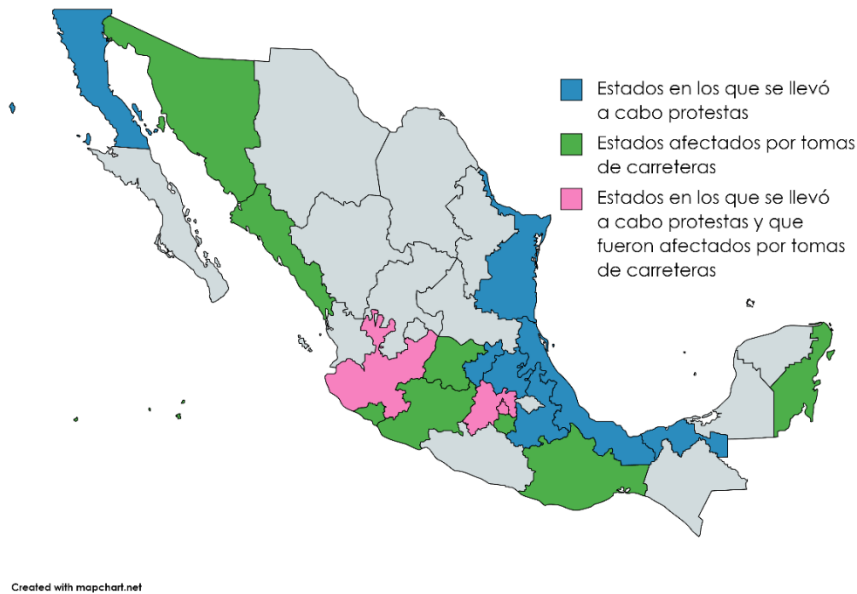 Estados en los que se llevó
a cabo protestas
Estados afectados por tomas
de carreteras
Estados en los que se llevó
a cabo protestas y que
fueron afectados por tomas
de carreteras
Created with mapchart.net